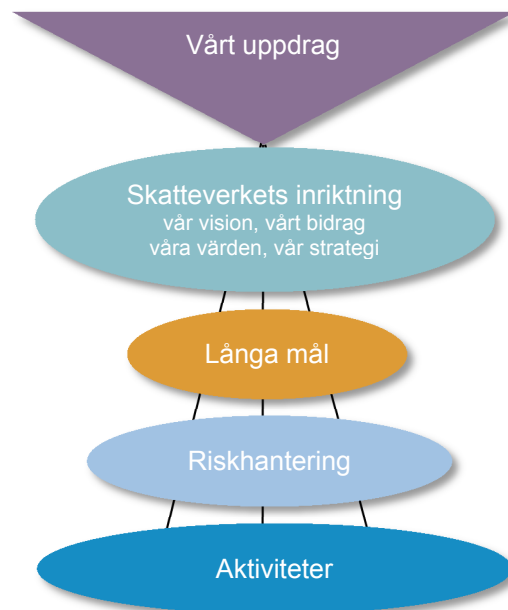 Vårt uppdrag
Skatteverkets inriktning
vår vision, vårt bidrag
våra värden, vår strategi
Långa mål
Riskhantering
Aktiviteter